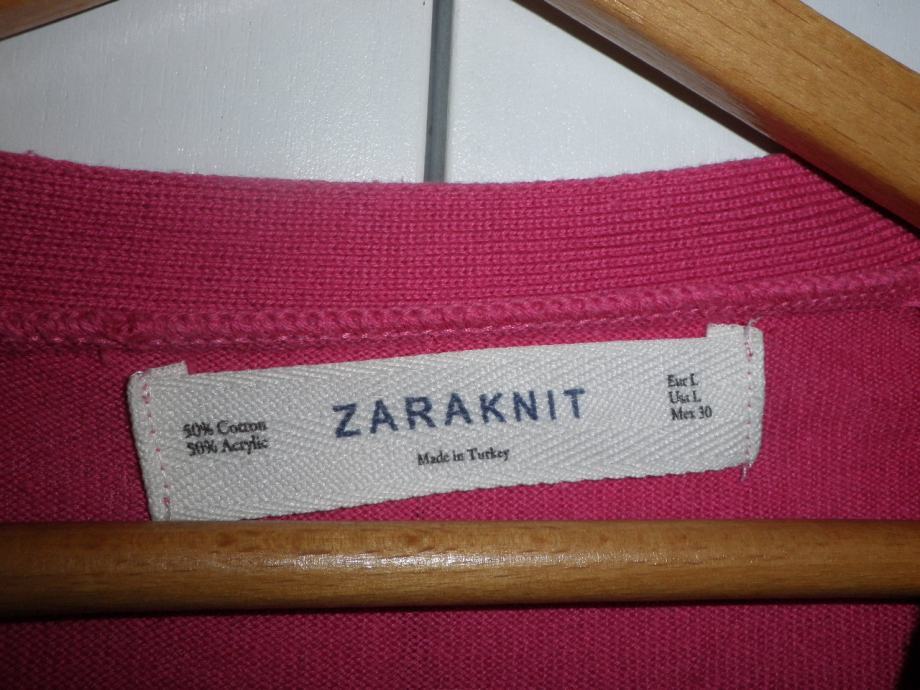 50% Cotton
50% Acrylic
ZARAKNIT
Made in Turkey
Eur L
Usa L
Mex 30